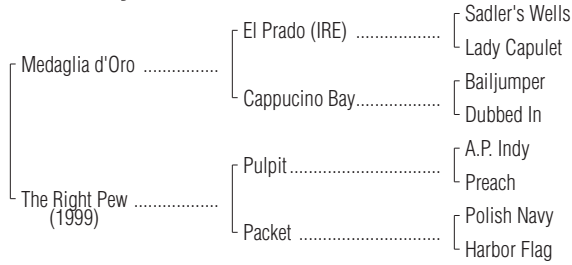 Sadler's Wells
El Prado (IRE) ..................
Lady Capulet
Medaglia d'Oro ................
Bailjumper
Cappucino Bay..................
Dubbed In
A.P. Indy
Pulpit................................
Preach
The Right Pew ..................
(1999)
Polish Navy
Packet ..............................
Harbor Flag